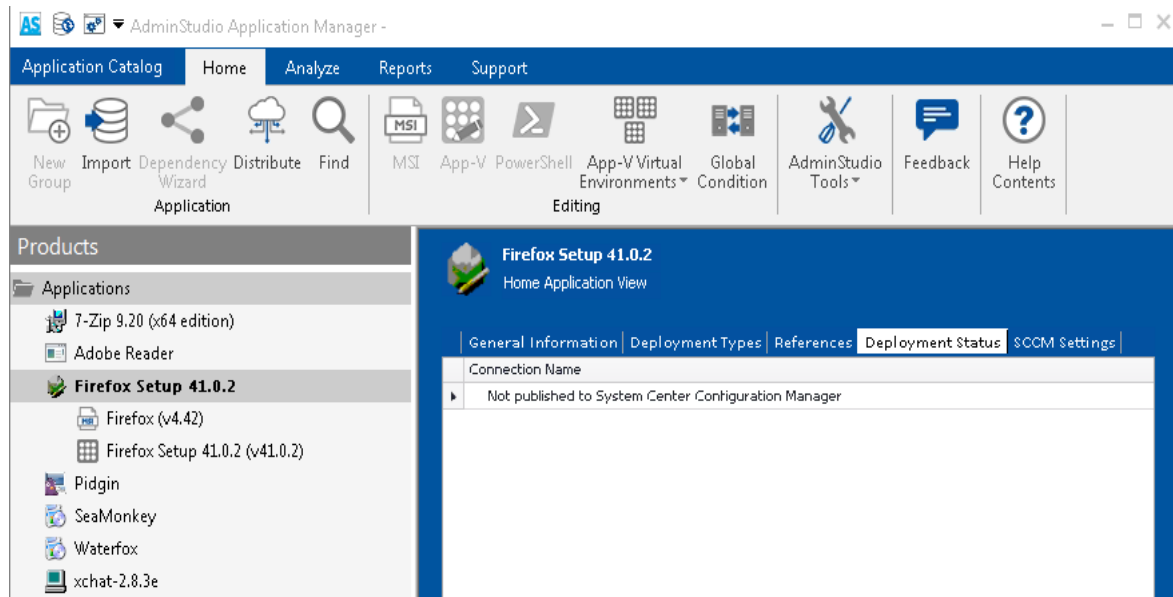 AS AdminStudio Application Manager -
Application Catalog Home Analyze Reports Support
MSI
New Group Import Dependency Wizard Distribute Find MSI App-V PowerShell App-V Virtual Environments Global Condition AdminStudio Tools Feedback Help Contents
Application Editing
Products
Applications
7-Zip 9.20 (x64 edition)
Adobe Reader
Firefox Setup 41.0.2
Firefox (v4.42)
Firefox Setup 41.0.2 (v41.0.2)
Pidgin
SeaMonkey
Waterfox
xchat-2.8.3e
Firefox Setup 41.0.2
Home Application View
General Information Deployment Types References Deployment Status SCCM Settings
Connection Name
Not published to System Center Configuration Manager